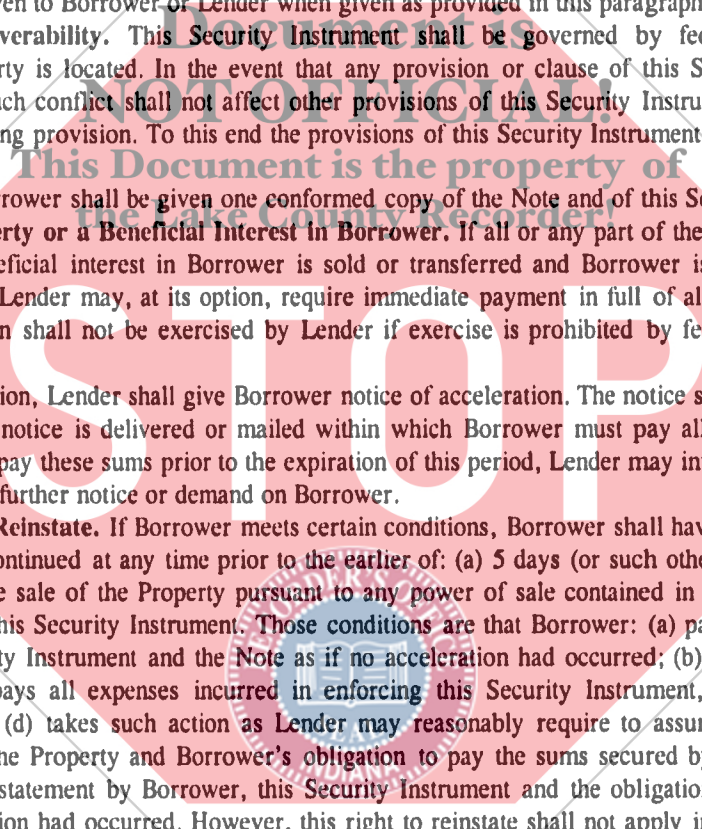 en to Borrower or Lender when given as provided in this paragraph
verability. This Security Instrument shall be governed by fed
Document is
rty is located. In the event that any provision or clause of this S
NOT OFFICIAL!
uch conflict shall not affect other provisions of this Security Instru
ng provision. To this end the provisions of this Security Instrument
This Document is the property of
rrower shall be given one conformed copy of the Note and of this Se
the Lake County Recorder!
erty or a Beneficial Interest in Borrower. If all or any part of the
eficial interest in Borrower is sold or transferred and Borrower is
Lender may, at its option, require immediate payment in full of al
n shall not be exercised by Lender if exercise is prohibited by fe
STOP
ion, Lender shall give Borrower notice of acceleration. The notice s
notice is delivered or mailed within which Borrower must pay all
pay these sums prior to the expiration of this period, Lender may in
further notice or demand on Borrower.
Reinstate. If Borrower meets certain conditions, Borrower shall hav
ontinued at any time prior to the earlier of: (a) 5 days (or such othe
e sale of the Property pursuant to any power of sale contained in
his Security Instrument. Those conditions are that Borrower: (a) pa
ty Instrument and the Note as if no acceleration had occurred; (b)
pays all expenses incurred in enforcing this Security Instrument,
(d) takes such action as Lender may reasonably require to assur
he Property and Borrower's obligation to pay the sums secured by
statement by Borrower, this Security Instrument and the obligatio
ion had occurred. However, this right to reinstate shall not apply i
RECORDER'S OFFICE
SEAL
INDIANA